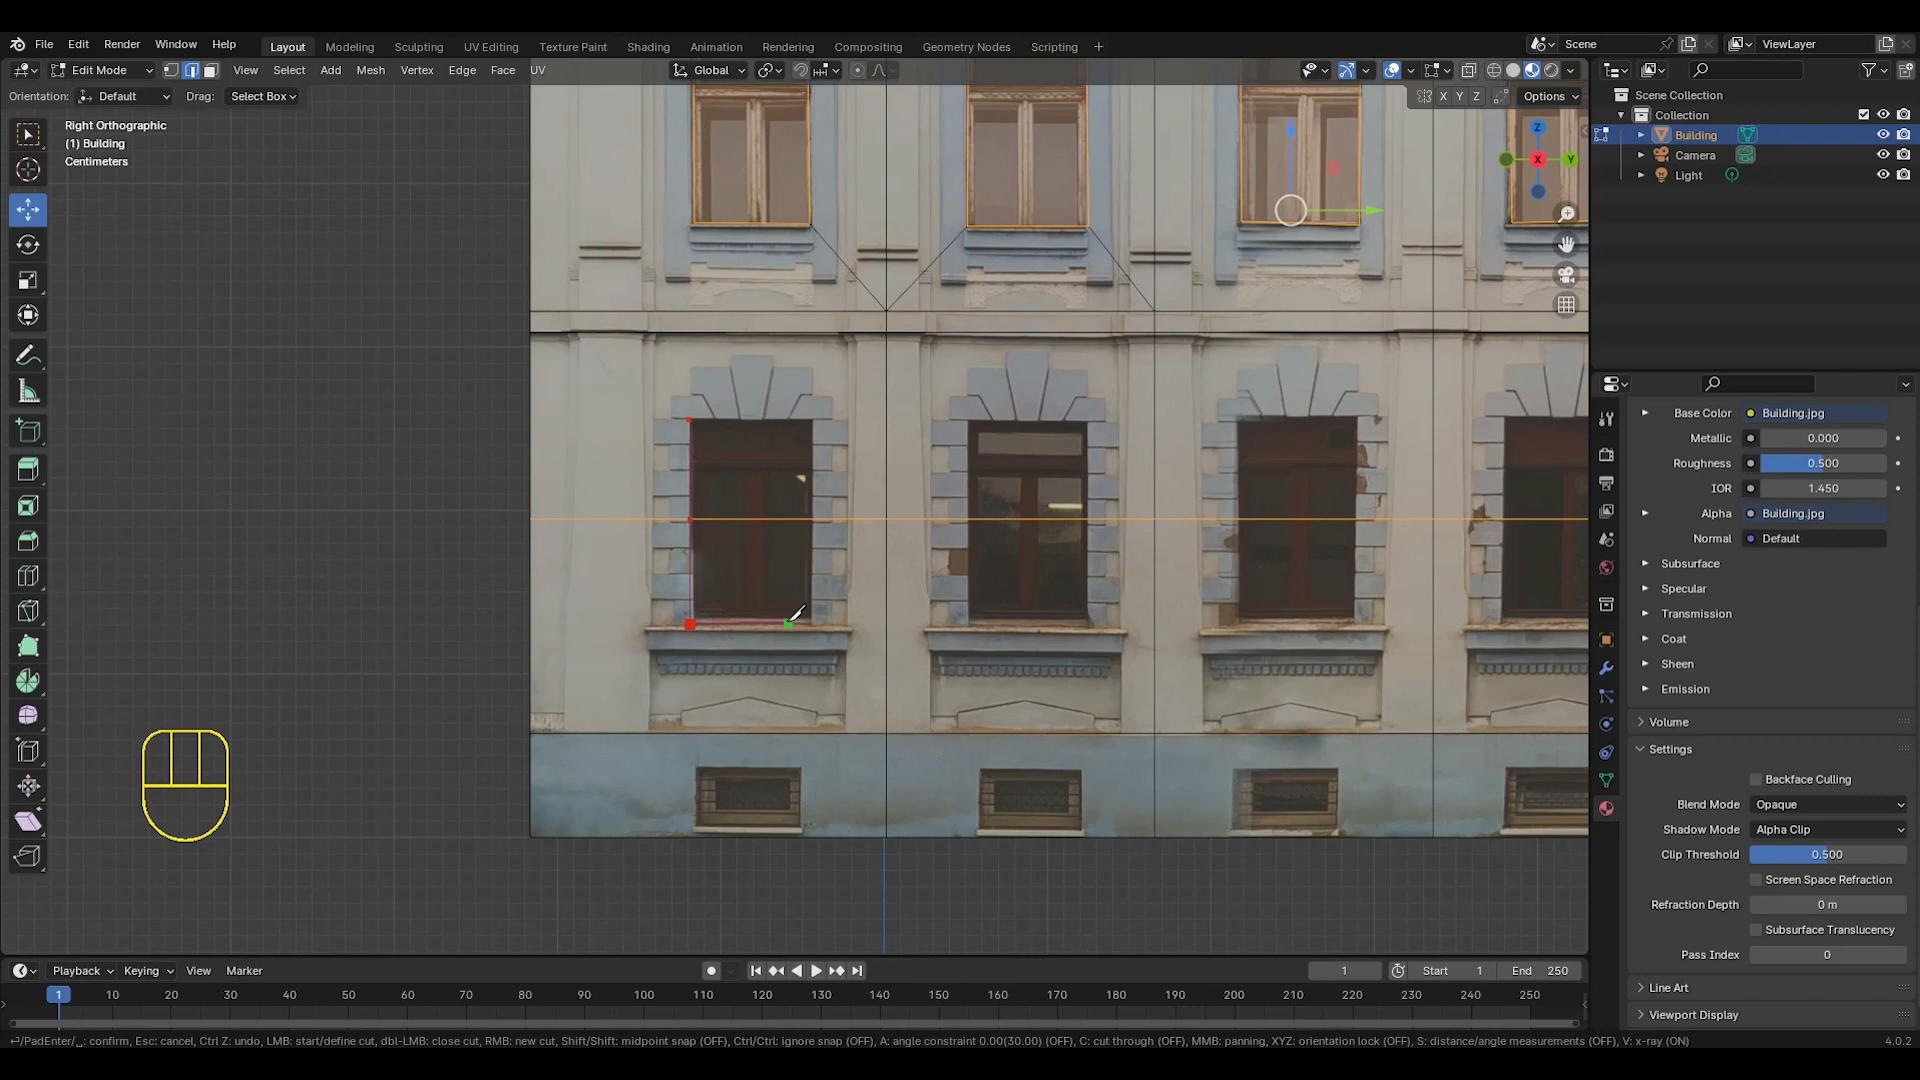 File Edit Render Window Help Layout Modeling Sculpting UV Editing Texture Paint Shading Animation Rendering Compositing Geometry Nodes Scripting + Scene ViewLayer
Edit Mode View Select Add Mesh Vertex Edge Face UV Global
Orientation: Default Drag: Select Box X Y Z Options
Right Orthographic
(1) Building
Centimeters
Z
X
Y
Scene Collection
Collection
Building
Camera
Light
Base Color Building.jpg
Metallic 0.000
Roughness 0.500
IOR 1.450
Alpha Building.jpg
Normal Default
Subsurface
Specular
Transmission
Coat
Sheen
Emission
Volume
Settings
Backface Culling
Blend Mode Opaque
Shadow Mode Alpha Clip
Clip Threshold 0.500
Screen Space Refraction
Refraction Depth 0 m
Subsurface Translucency
Pass Index 0
Line Art
Viewport Display
Playback Keying View Marker 1 Start 1 End 250
1 10 20 30 40 50 60 70 80 90 100 110 120 130 140 150 160 170 180 190 200 210 220 230 240 250
/PadEnter/␣: confirm, Esc: cancel, Ctrl Z: undo, LMB: start/define cut, dbl-LMB: close cut, RMB: new cut, Shift/Shift: midpoint snap (OFF), Ctrl/Ctrl: ignore snap (OFF), A: angle constraint 0.00(30.00) (OFF), C: cut through (OFF), MMB: panning, XYZ: orientation lock (OFF), S: distance/angle measurements (OFF), V: x-ray (ON) 4.0.2